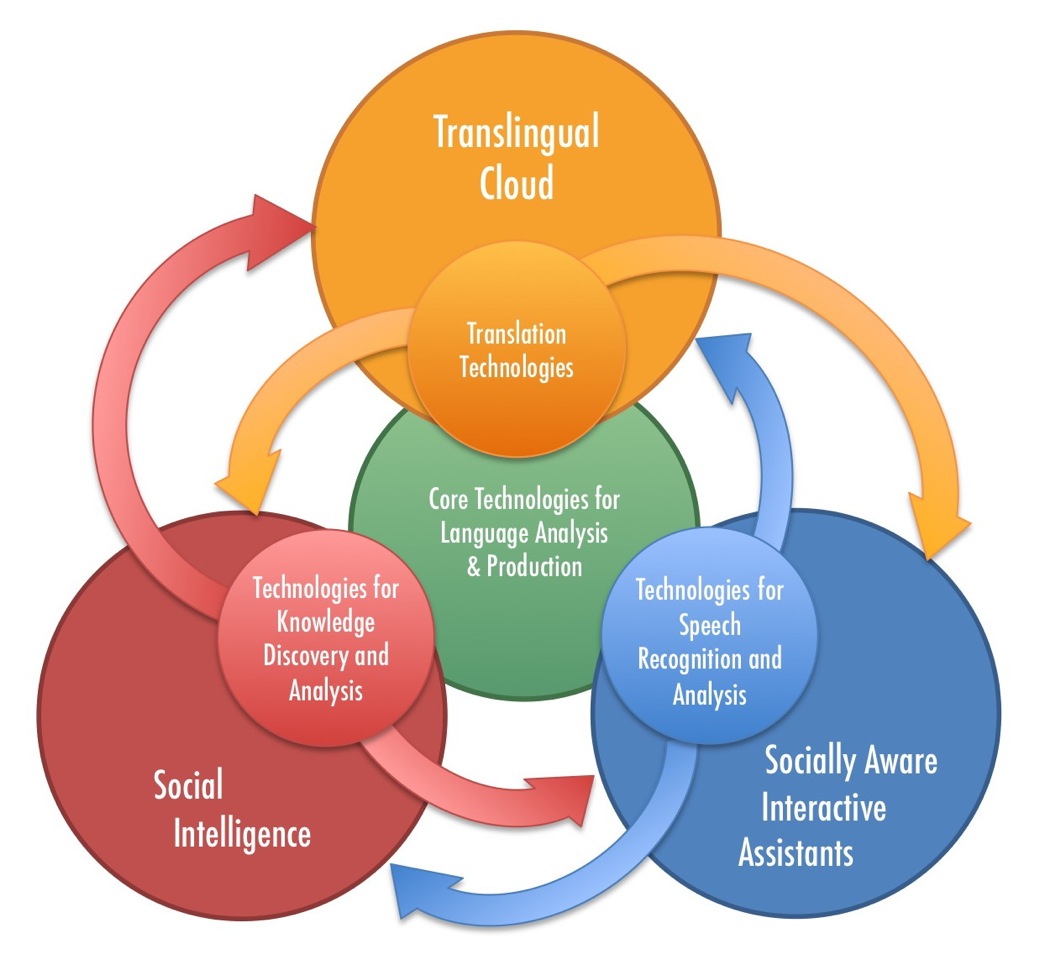 Translingual
Cloud
Translation
Technologies
Core Technologies for
Language Analysis
& Production
Technologies for
Knowledge
Discovery and
Analysis
Technologies for
Speech
Recognition and
Analysis
Social
Intelligence
Socially Aware
Interactive
Assistants